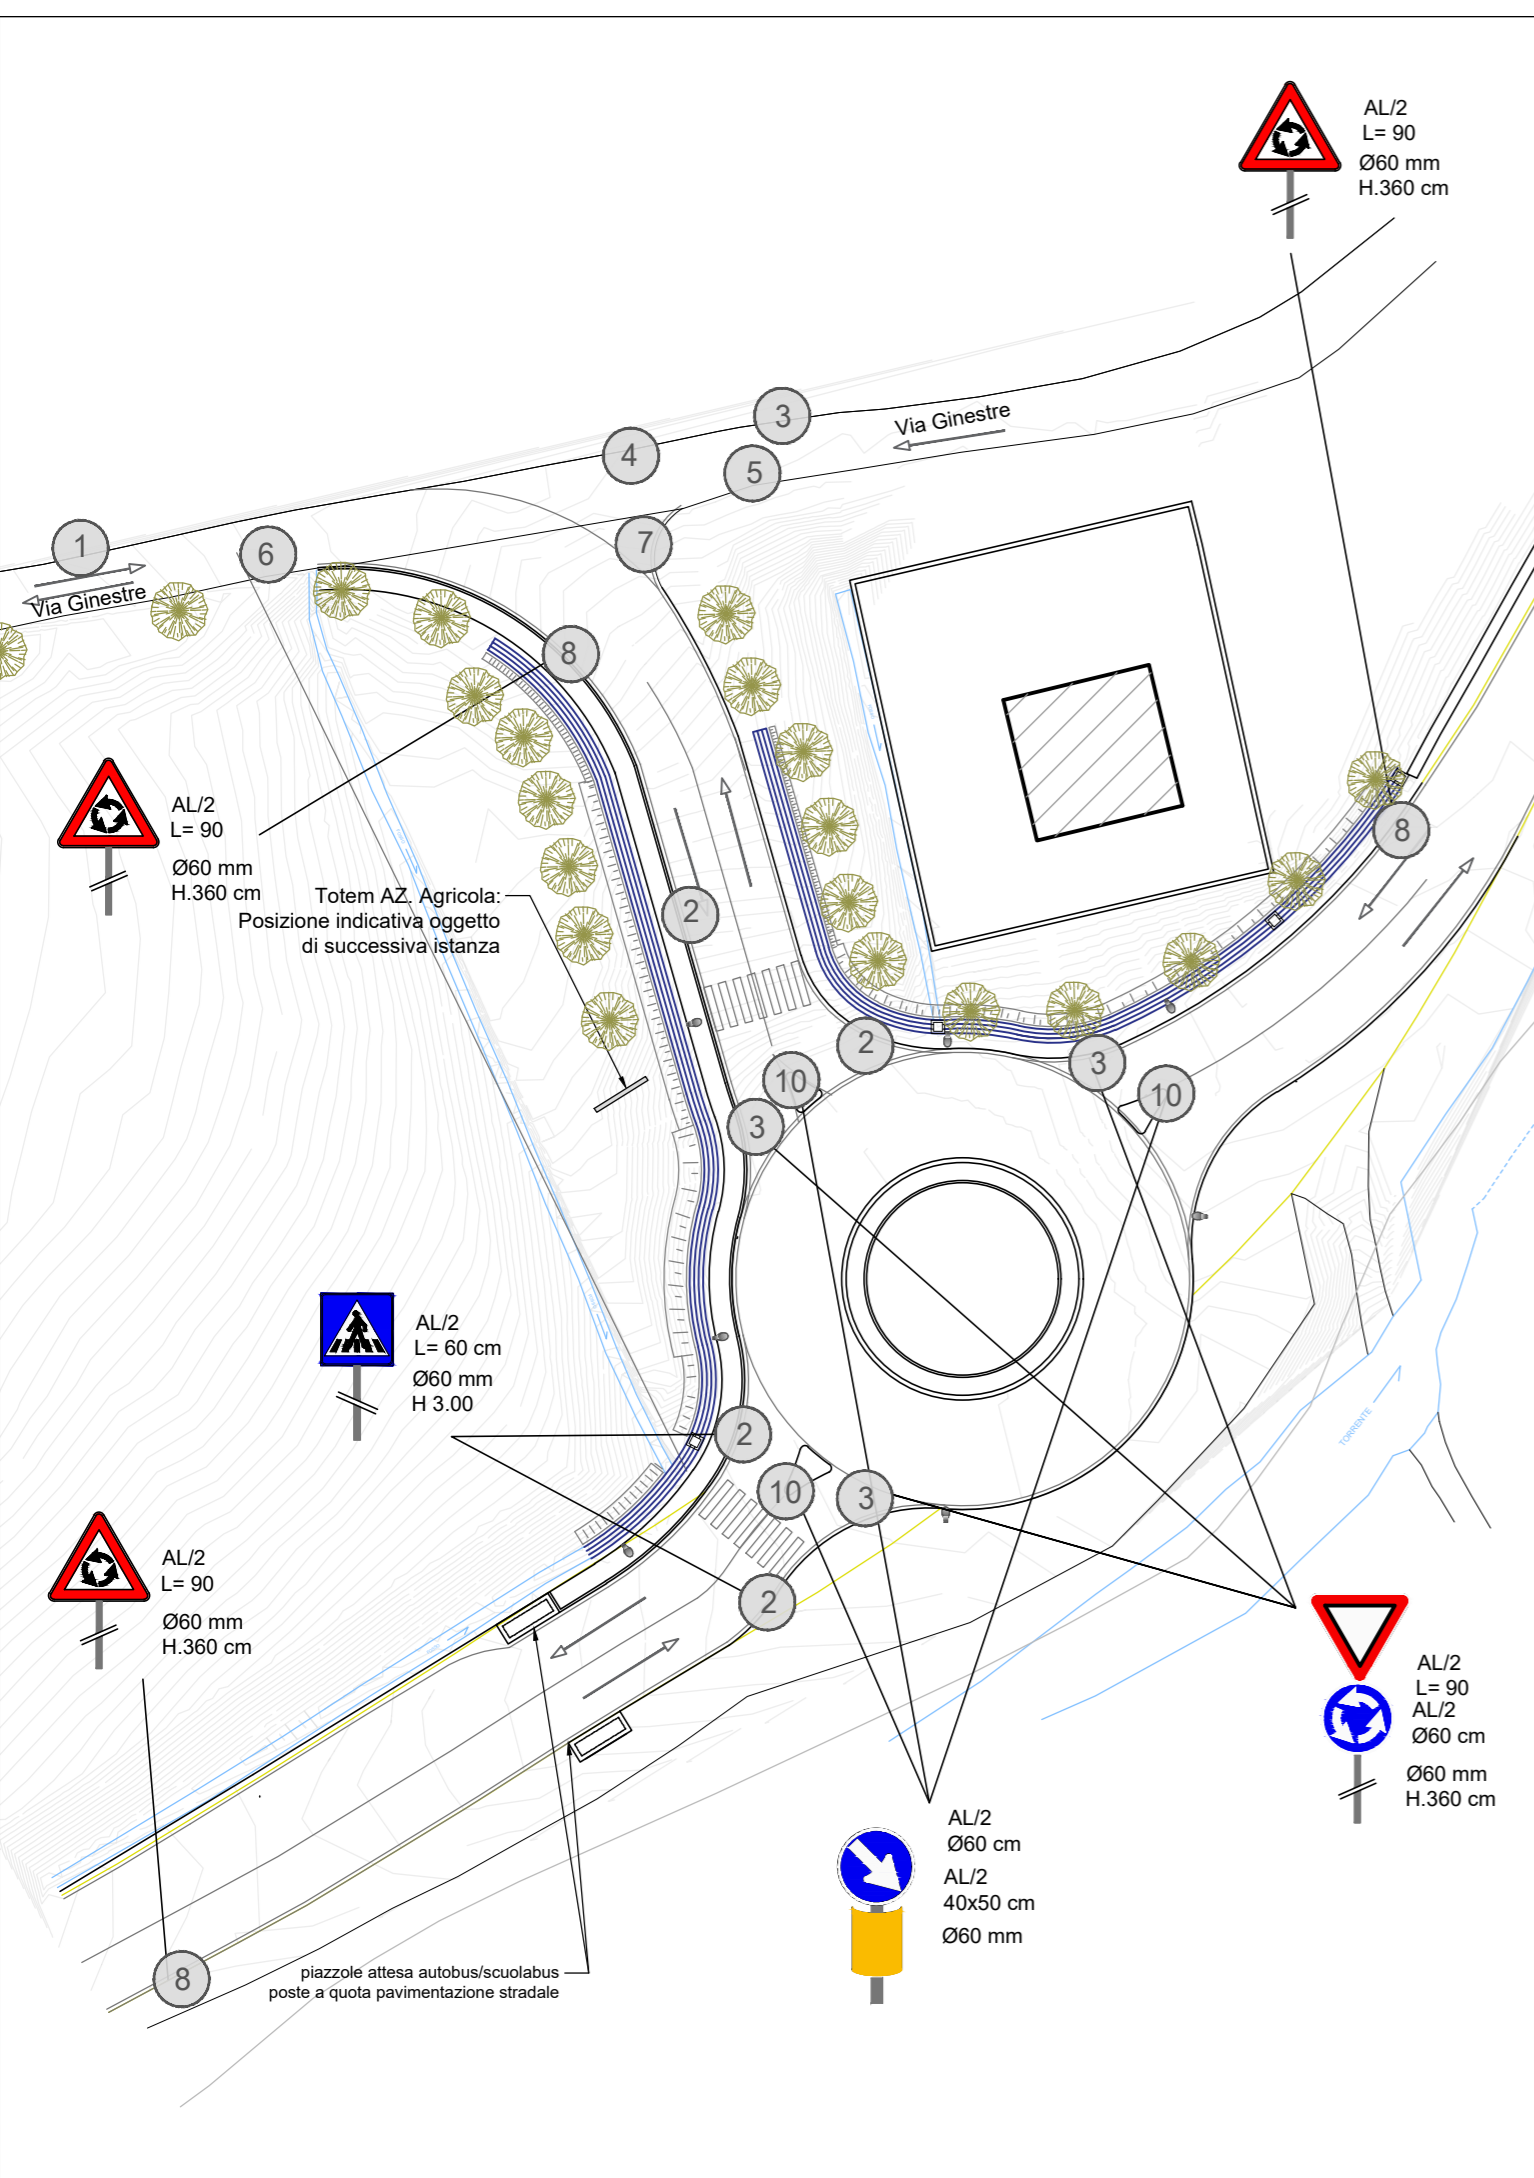 AL/2
L= 90
Ø60 mm
H.360 cm
3
Via Ginestre
4
5
1
6
7
Via Ginestre
8
AL/2
L= 90
Ø60 mm
H.360 cm
8
Totem AZ. Agricola:
Posizione indicativa oggetto
di successiva istanza
2
2
3
10
10
3
AL/2
L= 60 cm
Ø60 mm
H 3.00
2
10
3
TORRENTE
AL/2
L= 90
Ø60 mm
H.360 cm
2
AL/2
L= 90
AL/2
Ø60 cm
Ø60 mm
H.360 cm
AL/2
Ø60 cm
AL/2
40x50 cm
Ø60 mm
8
piazzole attesa autobus/scuolabus
poste a quota pavimentazione stradale